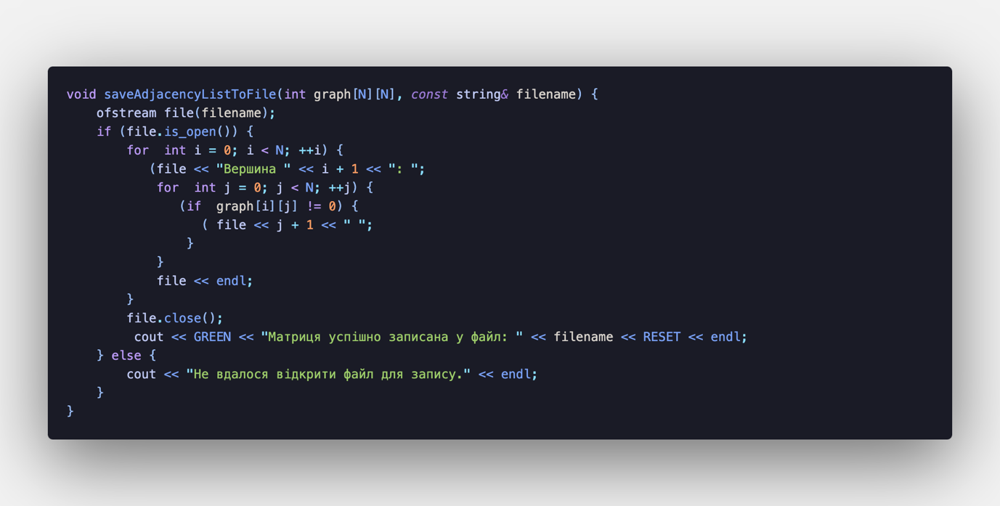 void saveAdjacencyListToFile(int graph[N][N], const string& filename) {
    ofstream file(filename);
    if (file.is_open()) {
        for  int i = 0; i < N; ++i) {
           (file << "Вершина " << i + 1 << ": ";
            for  int j = 0; j < N; ++j) {
               (if  graph[i][j] != 0) {
                  ( file << j + 1 << " ";
                }
            }
            file << endl;
        }
        file.close();
         cout << GREEN << "Матриця успішно записана у файл: " << filename << RESET << endl;
    } else {
        cout << "Не вдалося відкрити файл для запису." << endl;
    }
}